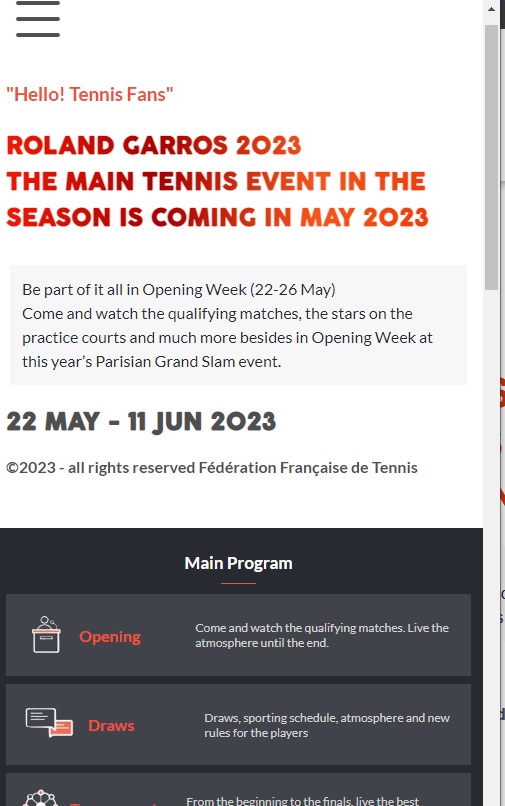 "Hello! Tennis Fans"
ROLAND GARROS 2023
THE MAIN TENNIS EVENT IN THE
SEASON IS COMING IN MAY 2023
Be part of it all in Opening Week (22-26 May)
Come and watch the qualifying matches, the stars on the
practice courts and much more besides in Opening Week at
this year's Parisian Grand Slam event.
22 MAY - 11 JUN 2023
©2023 - all rights reserved Fédération Française de Tennis
Main Program
Opening
Come and watch the qualifying matches. Live the
atmosphere until the end.
Draws
Draws, sporting schedule, atmosphere and new
rules for the players
From the beginning to the finals, live the best